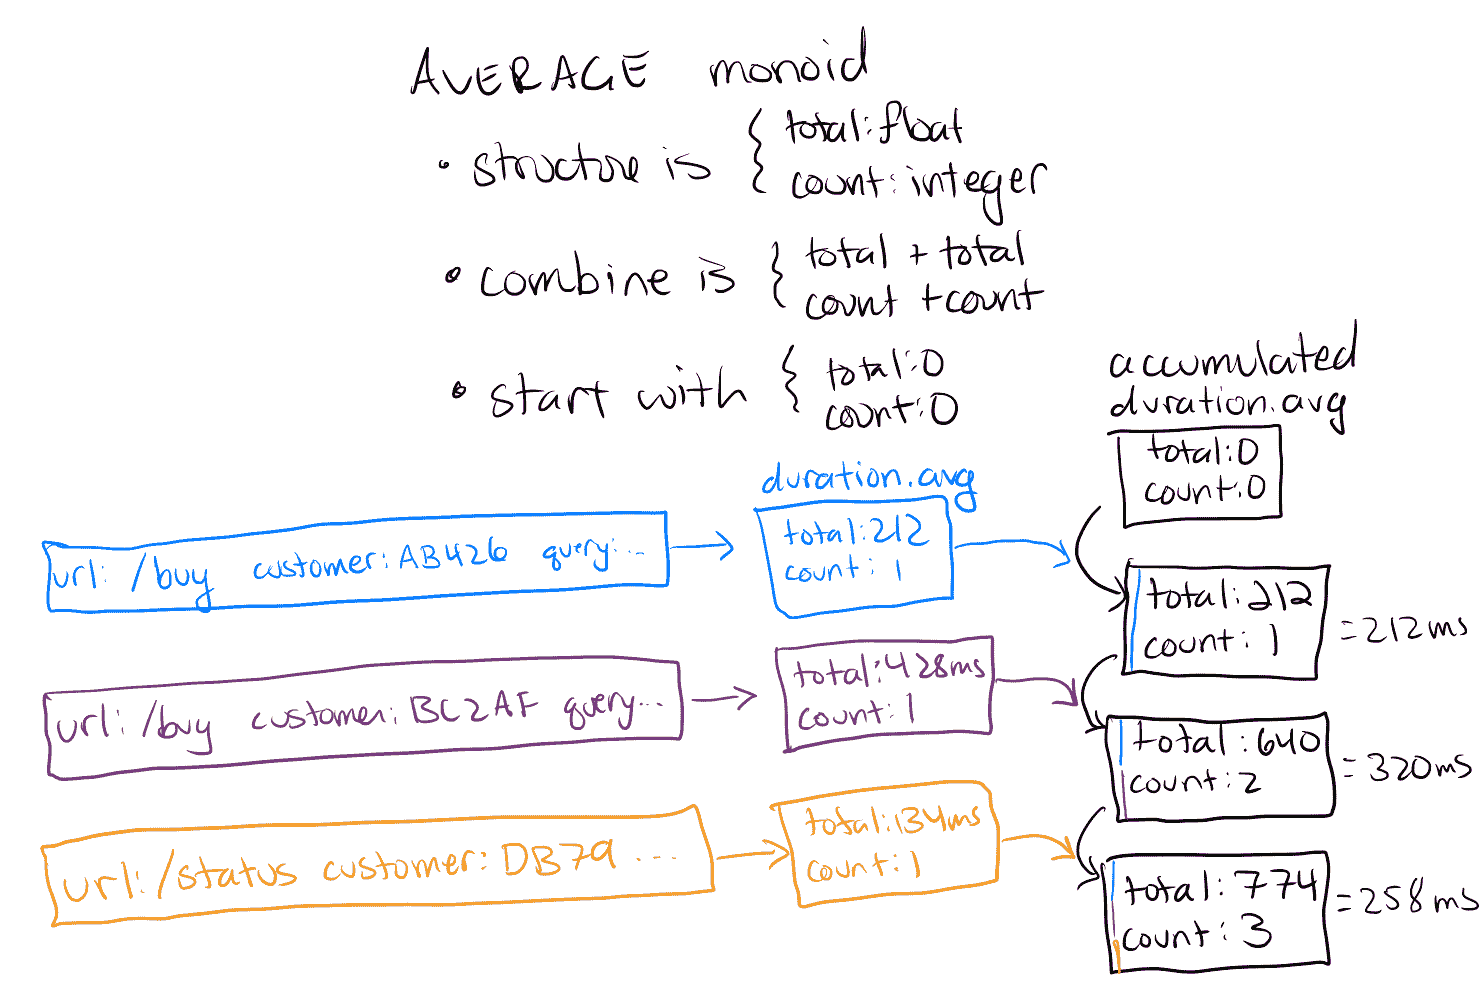 AVERAGE monoid
• structure is { total: float
count: integer
• combine is { total + total
count + count
• start with { total: 0
count: 0
accumulated
duration.avg
total: 0
count: 0
duration.avg
url: /buy customer: AB426 query: ...
total: 212
count: 1
total: 212
count: 1
= 212ms
url: /buy customer: BC2AF query ...
total: 428ms
count: 1
total: 640
count: 2
= 320ms
url: /status customer: DB79 ...
total: 134ms
count: 1
total: 774
count: 3
= 258ms